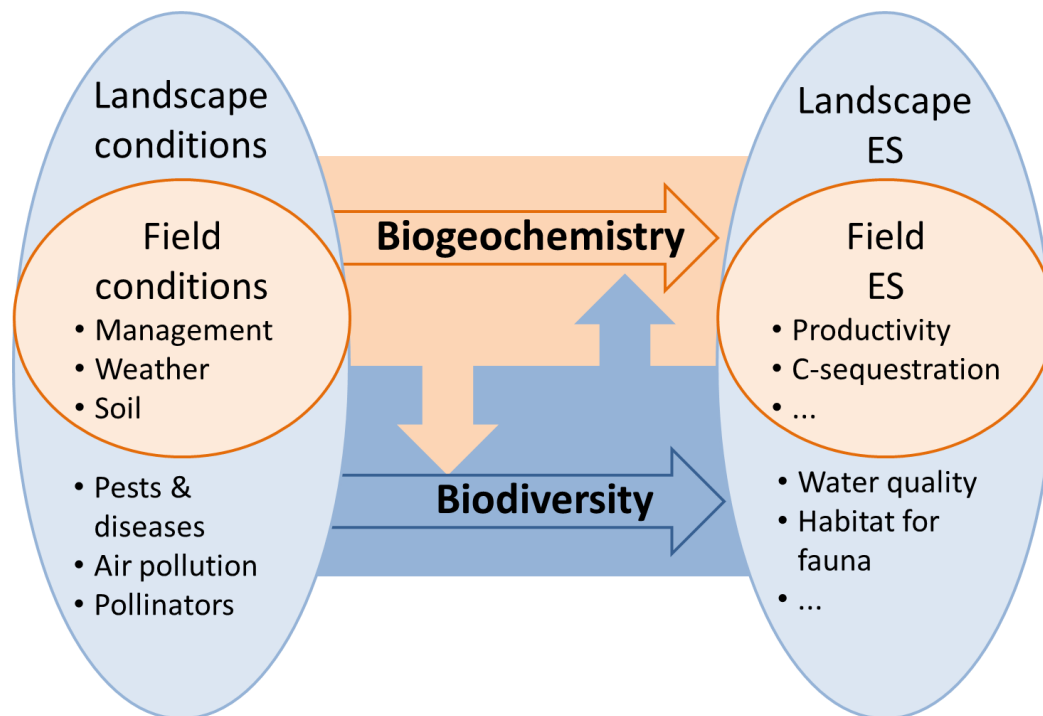 Landscape
conditions
Field
conditions
• Management
• Weather
• Soil
• Pests &
diseases
• Air pollution
• Pollinators
Biogeochemistry
Biodiversity
Landscape
ES
Field
ES
• Productivity
• C-sequestration
• ...
• Water quality
• Habitat for
fauna
• ...